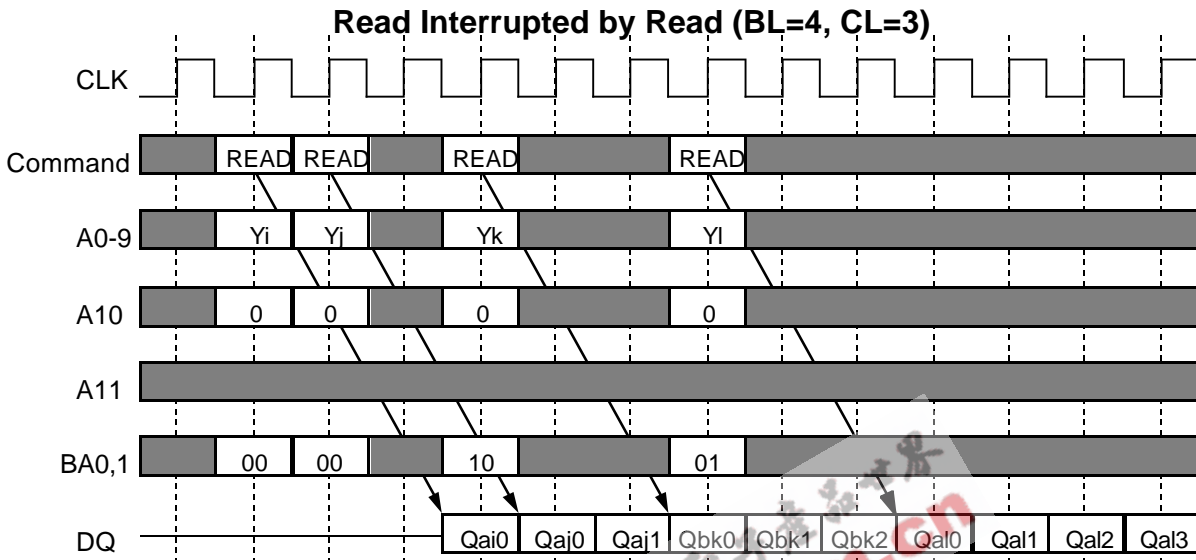 Read Interrupted by Read (BL=4, CL=3)
CLK
Command READ READ READ READ
A0-9 Yi Yj Yk Yl
A10 0 0 0 0
A11
BA0,1 00 00 10 01
DQ Qai0 Qaj0 Qaj1 Qbk0 Qbk1 Qbk2 Qal0 Qal1 Qal2 Qal3